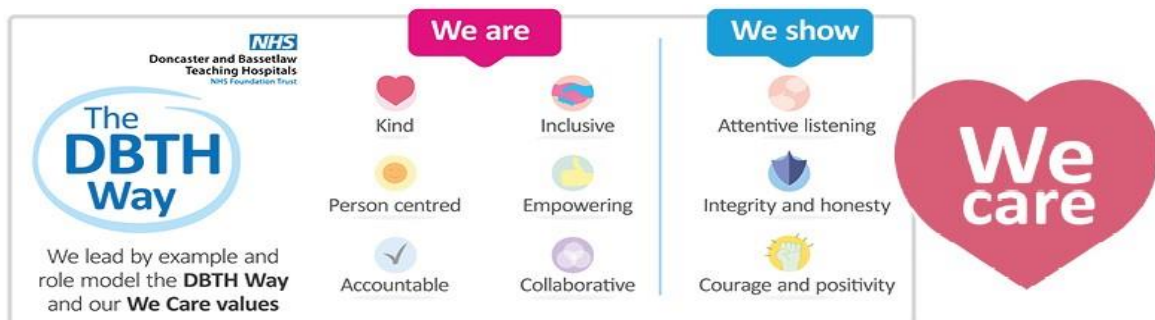 NHS
Doncaster and Bassetlaw
Teaching Hospitals
NHS Foundation Trust
The
DBTH
Way
We lead by example and
role model the DBTH Way
and our We Care values
We are
Kind
Inclusive
Person centred
Empowering
Accountable
Collaborative
We show
Attentive listening
Integrity and honesty
Courage and positivity
We
care